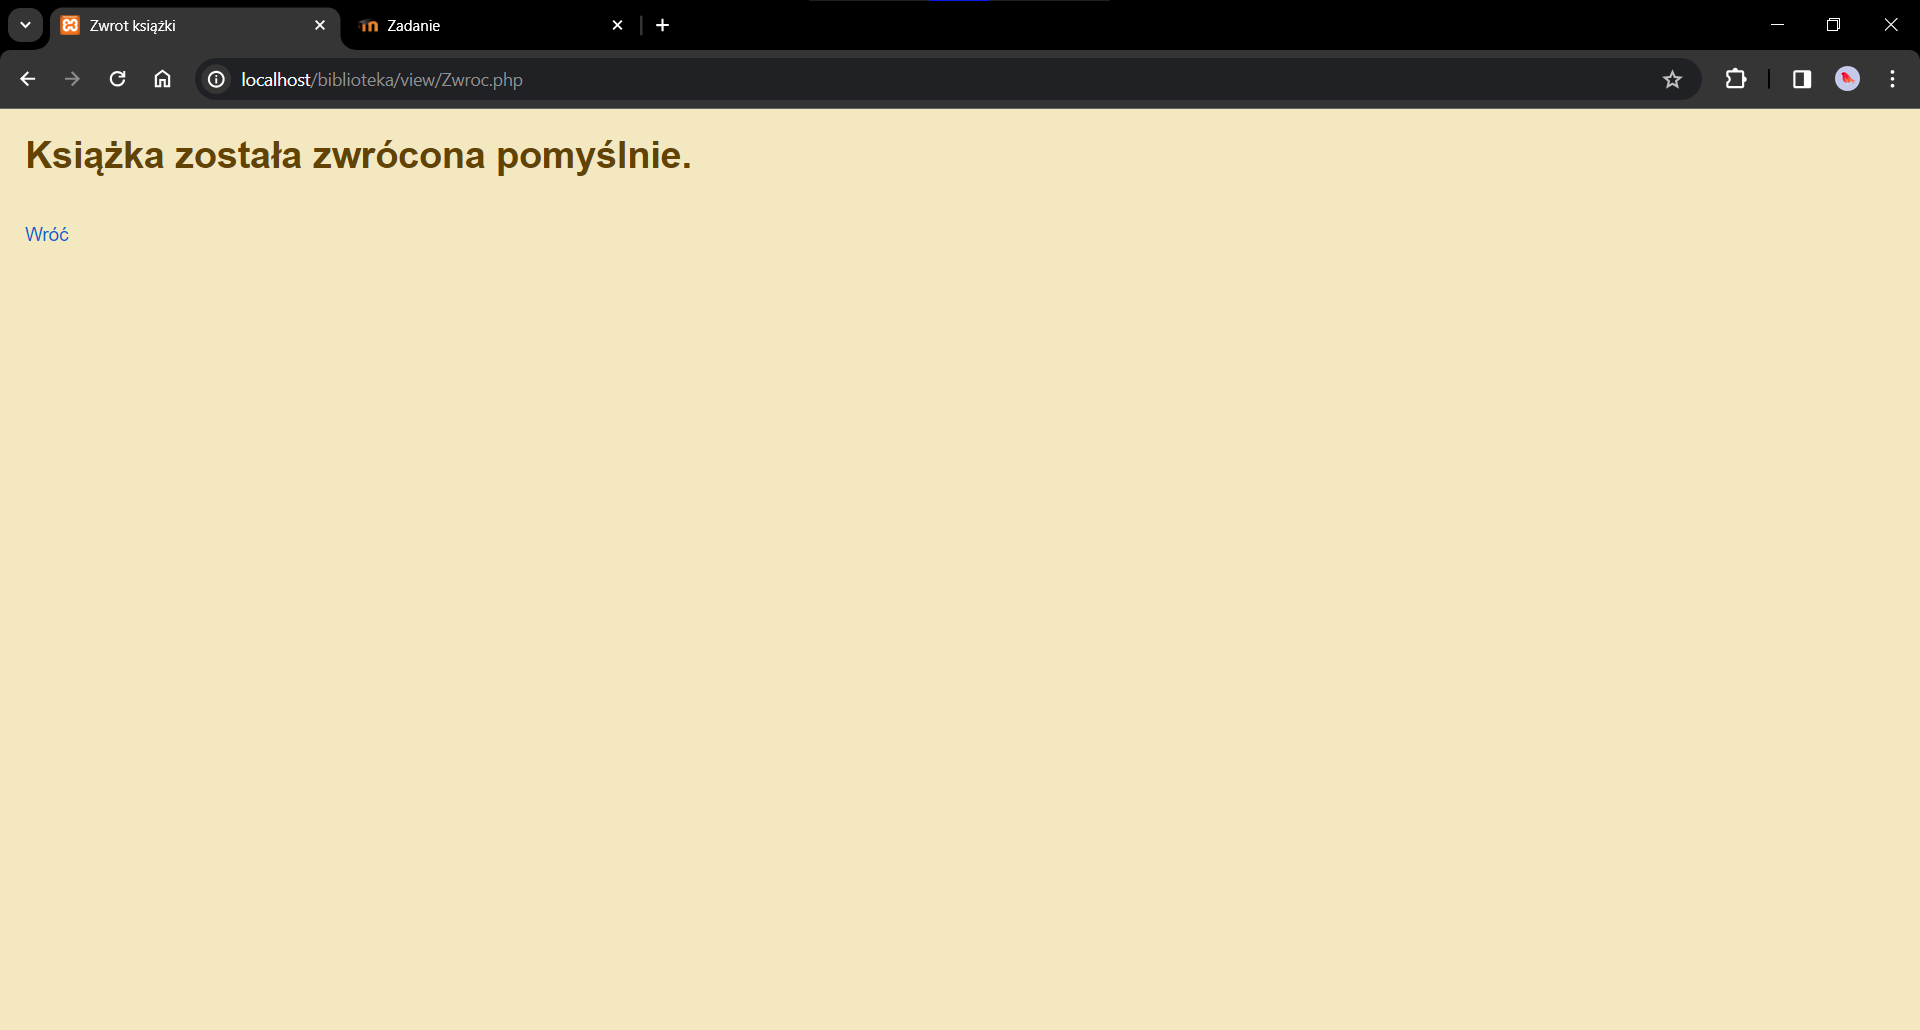 Zwrot książki
Zadanie
localhost/biblioteka/view/Zwroc.php
Książka została zwrócona pomyślnie.
Wróć